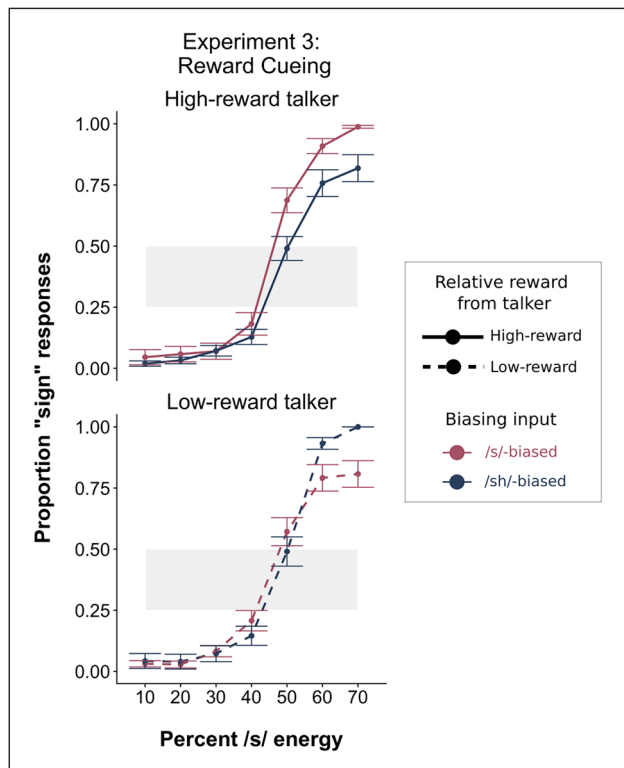 Experiment 3:
Reward Cueing
High-reward talker
1.00
0.75
0.50
0.25
0.00
Low-reward talker
1.00
0.75
0.50
0.25
0.00
10 20 30 40 50 60 70
Percent /s/ energy
Proportion "sign" responses
Relative reward
from talker
High-reward
Low-reward
Biasing input
/s/-biased
/sh/-biased